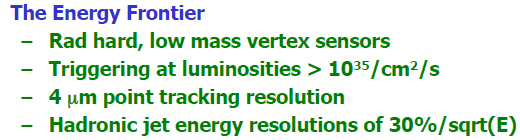 The Energy Frontier
– Rad hard, low mass vertex sensors
– Triggering at luminosities > 10³⁵/cm²/s
– 4 μm point tracking resolution
– Hadronic jet energy resolutions of 30%/sqrt(E)